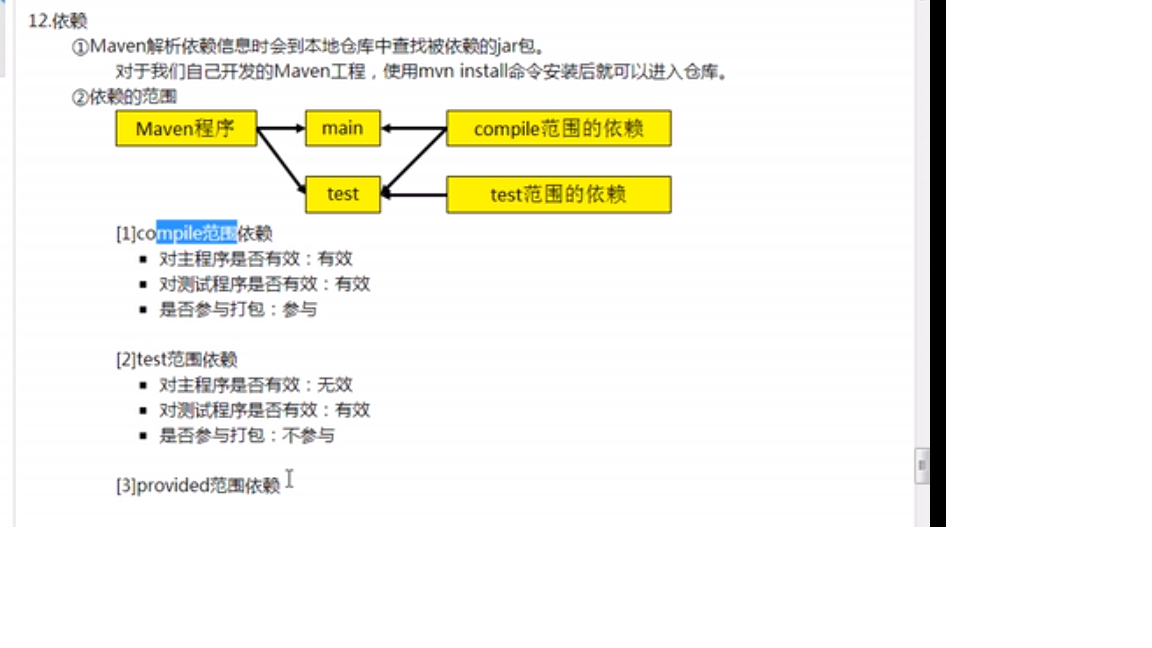 12.依赖
①Maven解析依赖信息时会到本地仓库中查找被依赖的jar包。
对于我们自己开发的Maven工程，使用mvn install命令安装后就可以进入仓库。
②依赖的范围
Maven程序 main compile范围的依赖
test test范围的依赖
[1]compile范围依赖
■ 对主程序是否有效：有效
■ 对测试程序是否有效：有效
■ 是否参与打包：参与
[2]test范围依赖
■ 对主程序是否有效：无效
■ 对测试程序是否有效：有效
■ 是否参与打包：不参与
[3]provided范围依赖